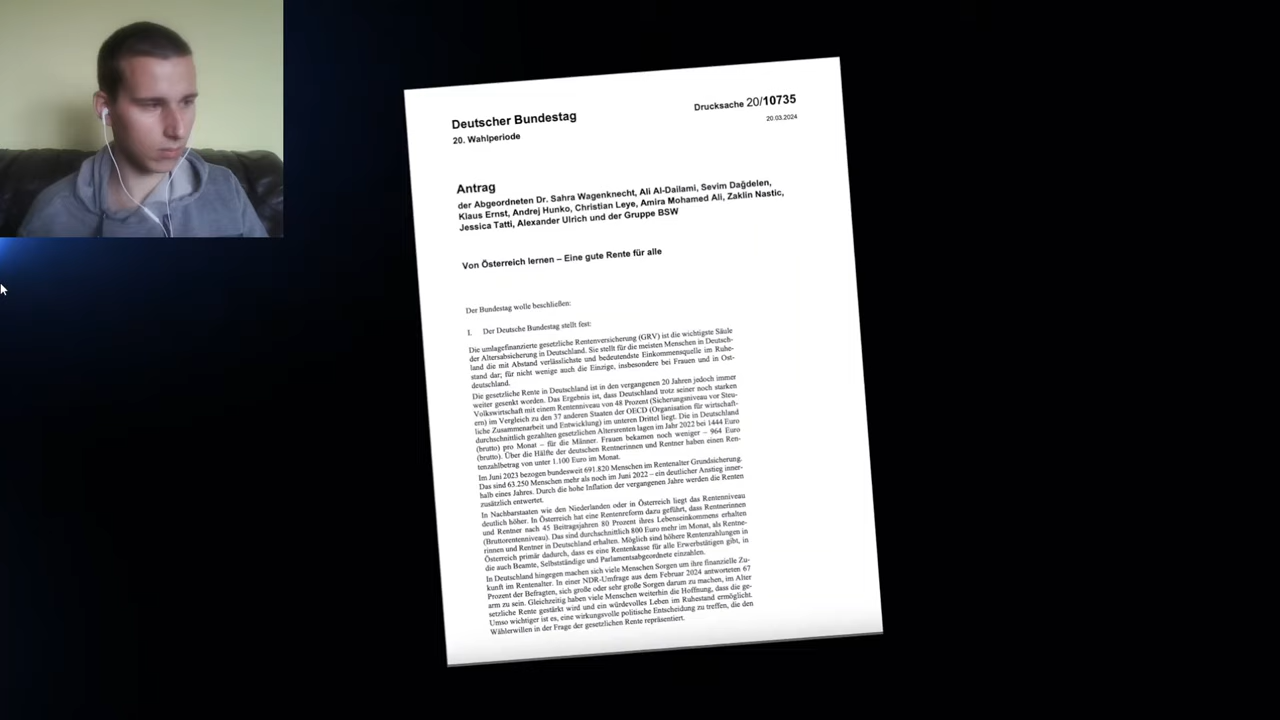 Deutscher Bundestag
20. Wahlperiode
Drucksache 20/10735
20.03.2024
Antrag
der Abgeordneten Dr. Sahra Wagenknecht, Ali Al-Dailami, Sevim Dağdelen,
Klaus Ernst, Andrej Hunko, Christian Leye, Amira Mohamed Ali, Zaklin Nastic,
Jessica Tatti, Alexander Ulrich und der Gruppe BSW
Von Österreich lernen – Eine gute Rente für alle
Der Bundestag wolle beschließen:
I. Der Deutsche Bundestag stellt fest:
Die umlagefinanzierte gesetzliche Rentenversicherung (GRV) ist die wichtigste Säule
der Altersabsicherung in Deutschland. Sie stellt für die meisten Menschen in Deutsch-
land die mit Abstand verlässlichste und bedeutendste Einkommensquelle im Ruhe-
stand dar; für nicht wenige auch die Einzige, insbesondere bei Frauen und in Ost-
deutschland.
Die gesetzliche Rente in Deutschland ist in den vergangenen 20 Jahren jedoch immer
weiter gesenkt worden. Das Ergebnis ist, dass Deutschland trotz seiner noch starken
Volkswirtschaft mit einem Rentenniveau von 48 Prozent (Sicherungsniveau vor Steu-
ern) im Vergleich zu den 37 anderen Staaten der OECD (Organisation für wirtschaft-
liche Zusammenarbeit und Entwicklung) im unteren Drittel liegt. Die in Deutschland
durchschnittlich gezahlten gesetzlichen Altersrenten lagen im Jahr 2022 bei 1444 Euro
(brutto) pro Monat – für die Männer. Frauen bekamen noch weniger – 964 Euro
(brutto). Über die Hälfte der deutschen Rentnerinnen und Rentner haben einen Ren-
tenzahlbetrag von unter 1.100 Euro im Monat.
Im Juni 2023 bezogen bundesweit 691.820 Menschen im Rentenalter Grundsicherung.
Das sind 63.250 Menschen mehr als noch im Juni 2022 – ein deutlicher Anstieg inner-
halb eines Jahres. Durch die hohe Inflation der vergangenen Jahre werden die Renten
zusätzlich entwertet.
In Nachbarstaaten wie den Niederlanden oder in Österreich liegt das Rentenniveau
deutlich höher. In Österreich hat eine Rentenreform dazu geführt, dass Rentnerinnen
und Rentner nach 45 Beitragsjahren 80 Prozent ihres Lebenseinkommens erhalten
(Bruttorentenniveau). Das sind durchschnittlich 800 Euro mehr im Monat, als Rentne-
rinnen und Rentner in Deutschland erhalten. Möglich sind höhere Rentenzahlungen in
Österreich primär dadurch, dass es eine Rentenkasse für alle Erwerbstätigen gibt, in
die auch Beamte, Selbstständige und Parlamentsabgeordnete einzahlen.
In Deutschland hingegen machen sich viele Menschen Sorgen um ihre finanzielle Zu-
kunft im Rentenalter. In einer NDR-Umfrage aus dem Februar 2024 antworteten 67
Prozent der Befragten, sich große oder sehr große Sorgen darum zu machen, im Alter
arm zu sein. Gleichzeitig haben viele Menschen weiterhin die Hoffnung, dass die ge-
setzliche Rente gestärkt wird und ein würdevolles Leben im Ruhestand ermöglicht.
Umso wichtiger ist es, eine wirkungsvolle politische Entscheidung zu treffen, die den
Wählerwillen in der Frage der gesetzlichen Rente repräsentiert.